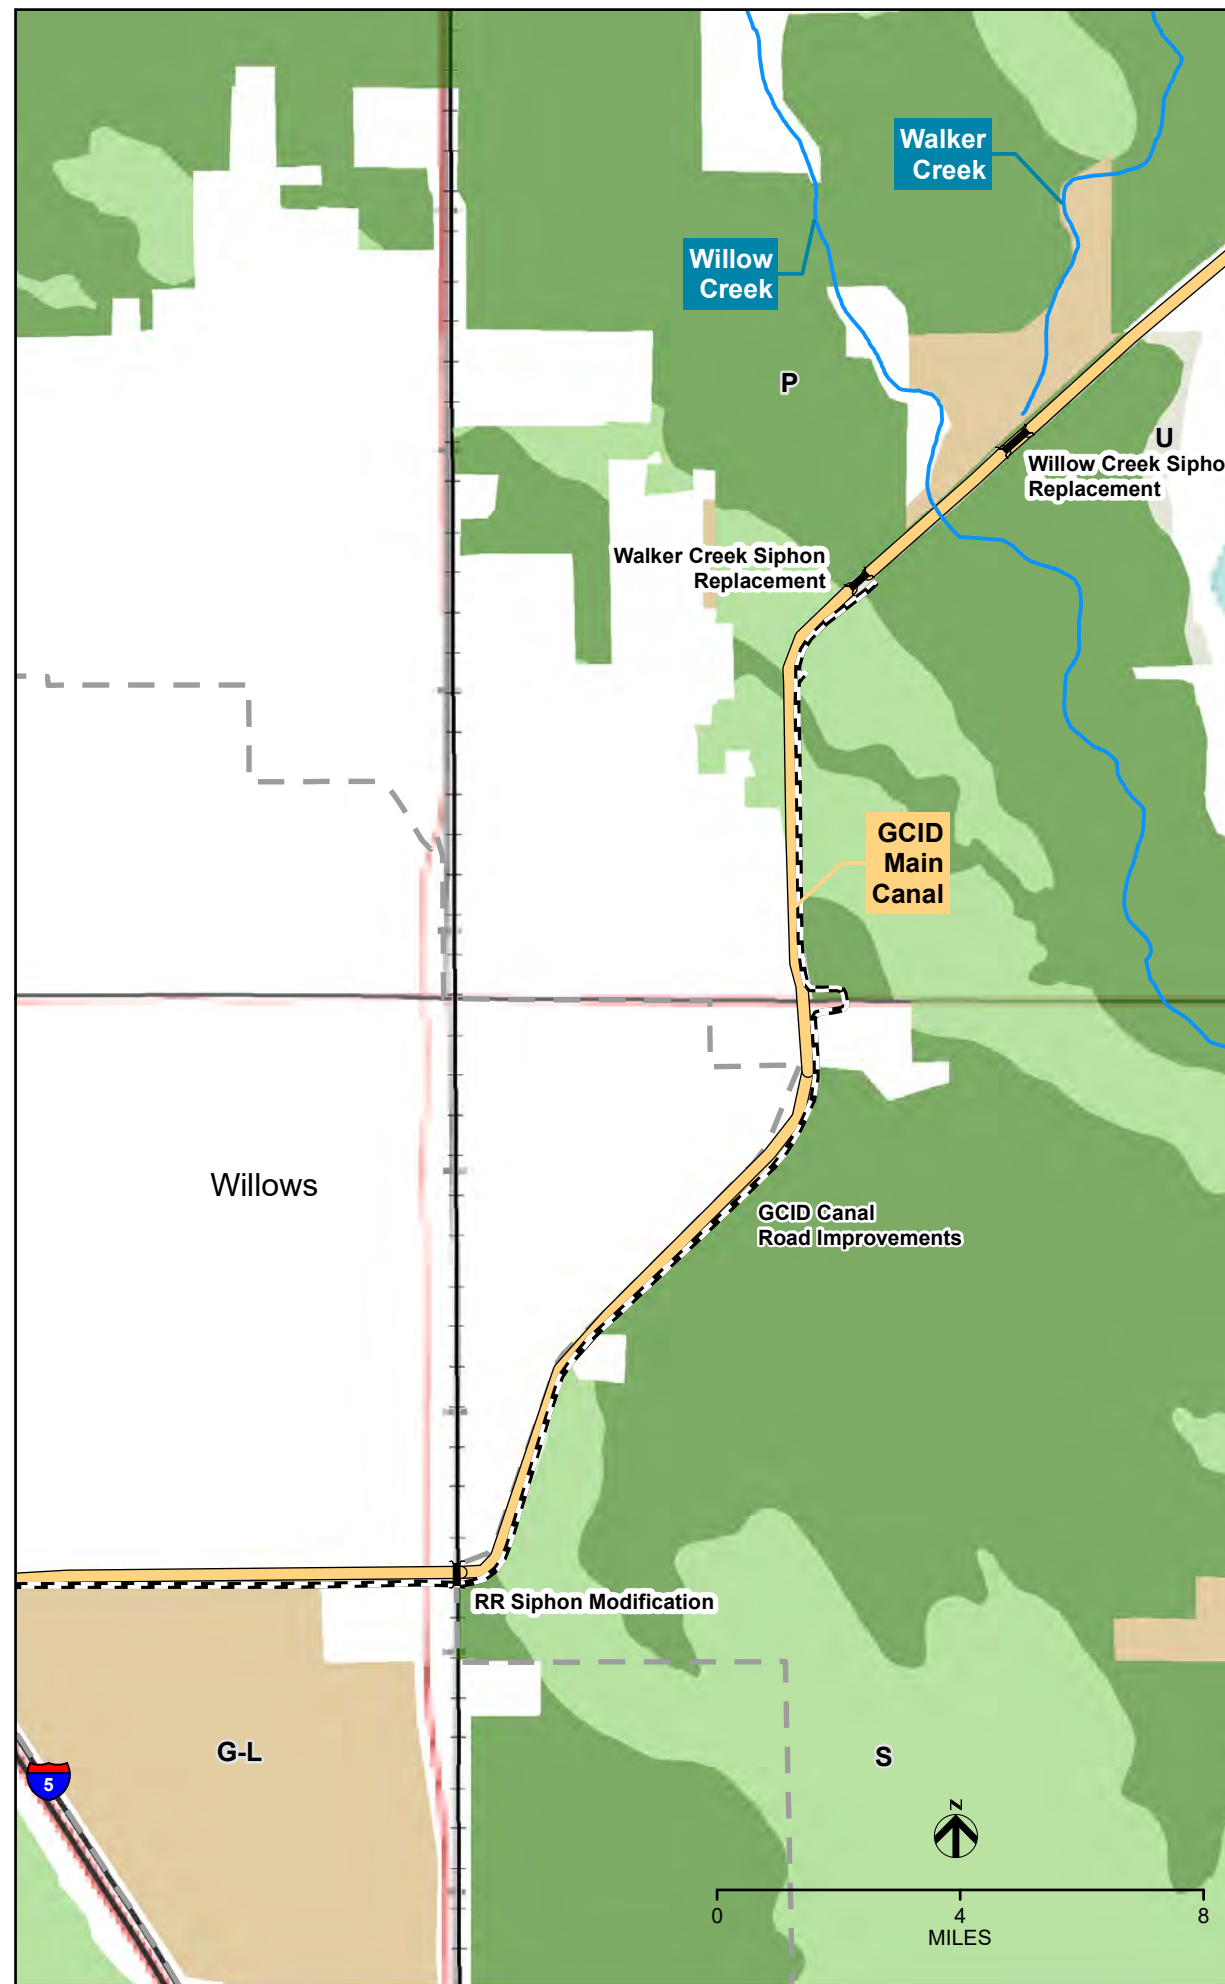 Walker
Creek
Willow
Creek
P
U
Willow Creek Sipho
Replacement
Walker Creek Siphon
Replacement
GCID
Main
Canal
Willows
GCID Canal
Road Improvements
RR Siphon Modification
G-L
S
5
N
0 4 8
MILES